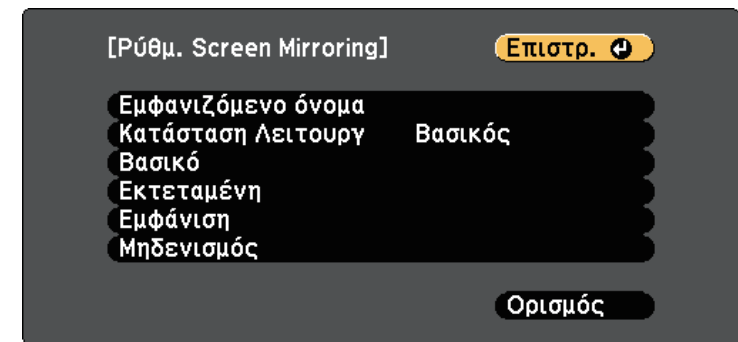 [Ρύθμ. Screen Mirroring] Επιστρ.
Εμφανιζόμενο όνομα
Κατάσταση Λειτουργ Βασικός
Βασικό
Εκτεταμένη
Εμφάνιση
Μηδενισμός
Ορισμός